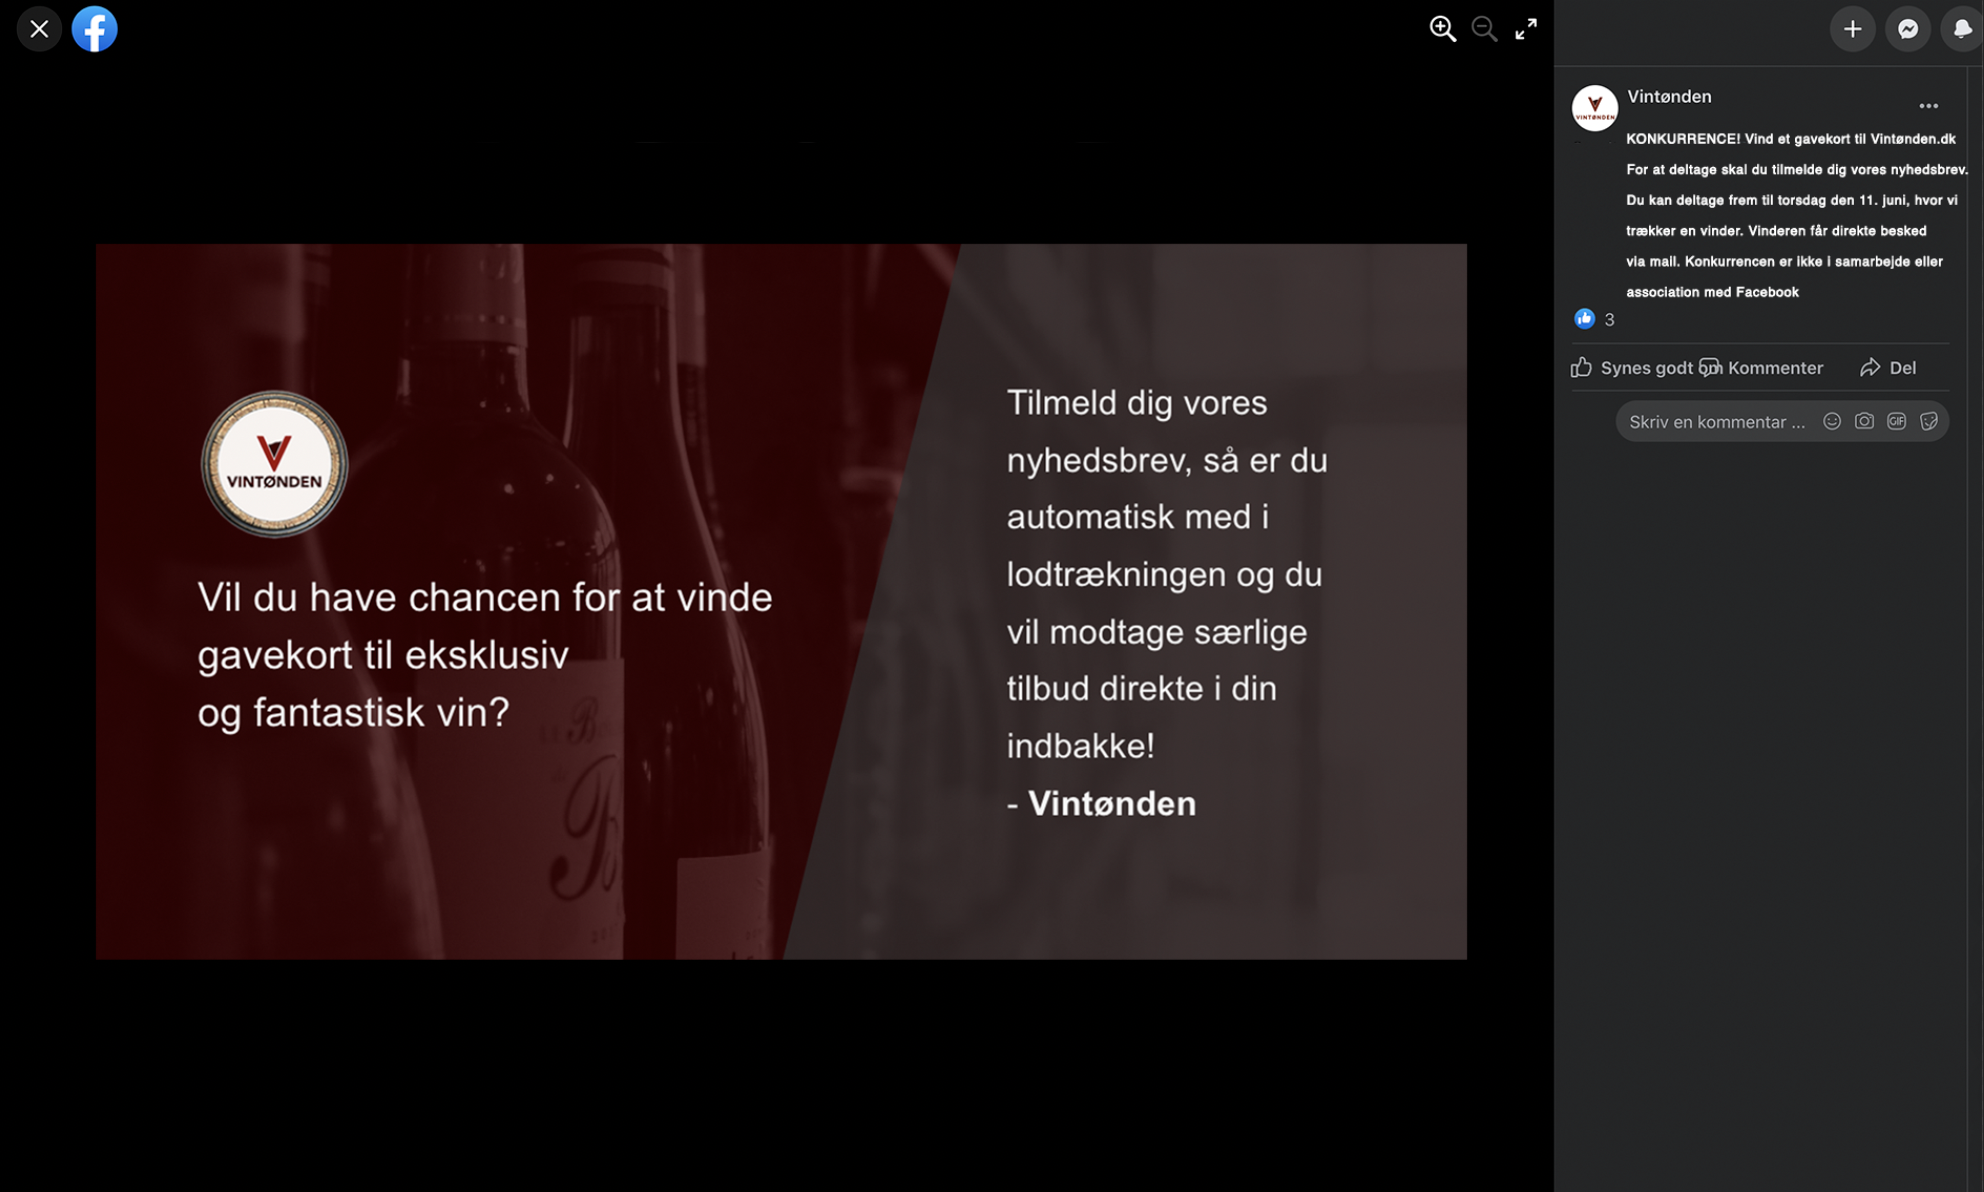 VINTØNDEN
Vil du have chancen for at vinde
gavekort til eksklusiv
og fantastisk vin?
Tilmeld dig vores
nyhedsbrev, så er du
automatisk med i
lodtrækningen og du
vil modtage særlige
tilbud direkte i din
indbakke!
- Vintønden
VINTØNDEN
Vintønden
KONKURRENCE! Vind et gavekort til Vintønden.dk
For at deltage skal du tilmelde dig vores nyhedsbrev.
Du kan deltage frem til torsdag den 11. juni, hvor vi
trækker en vinder. Vinderen får direkte besked
via mail. Konkurrencen er ikke i samarbejde eller
association med Facebook
3
Synes godt om Kommenter Del
Skriv en kommentar ... GIF